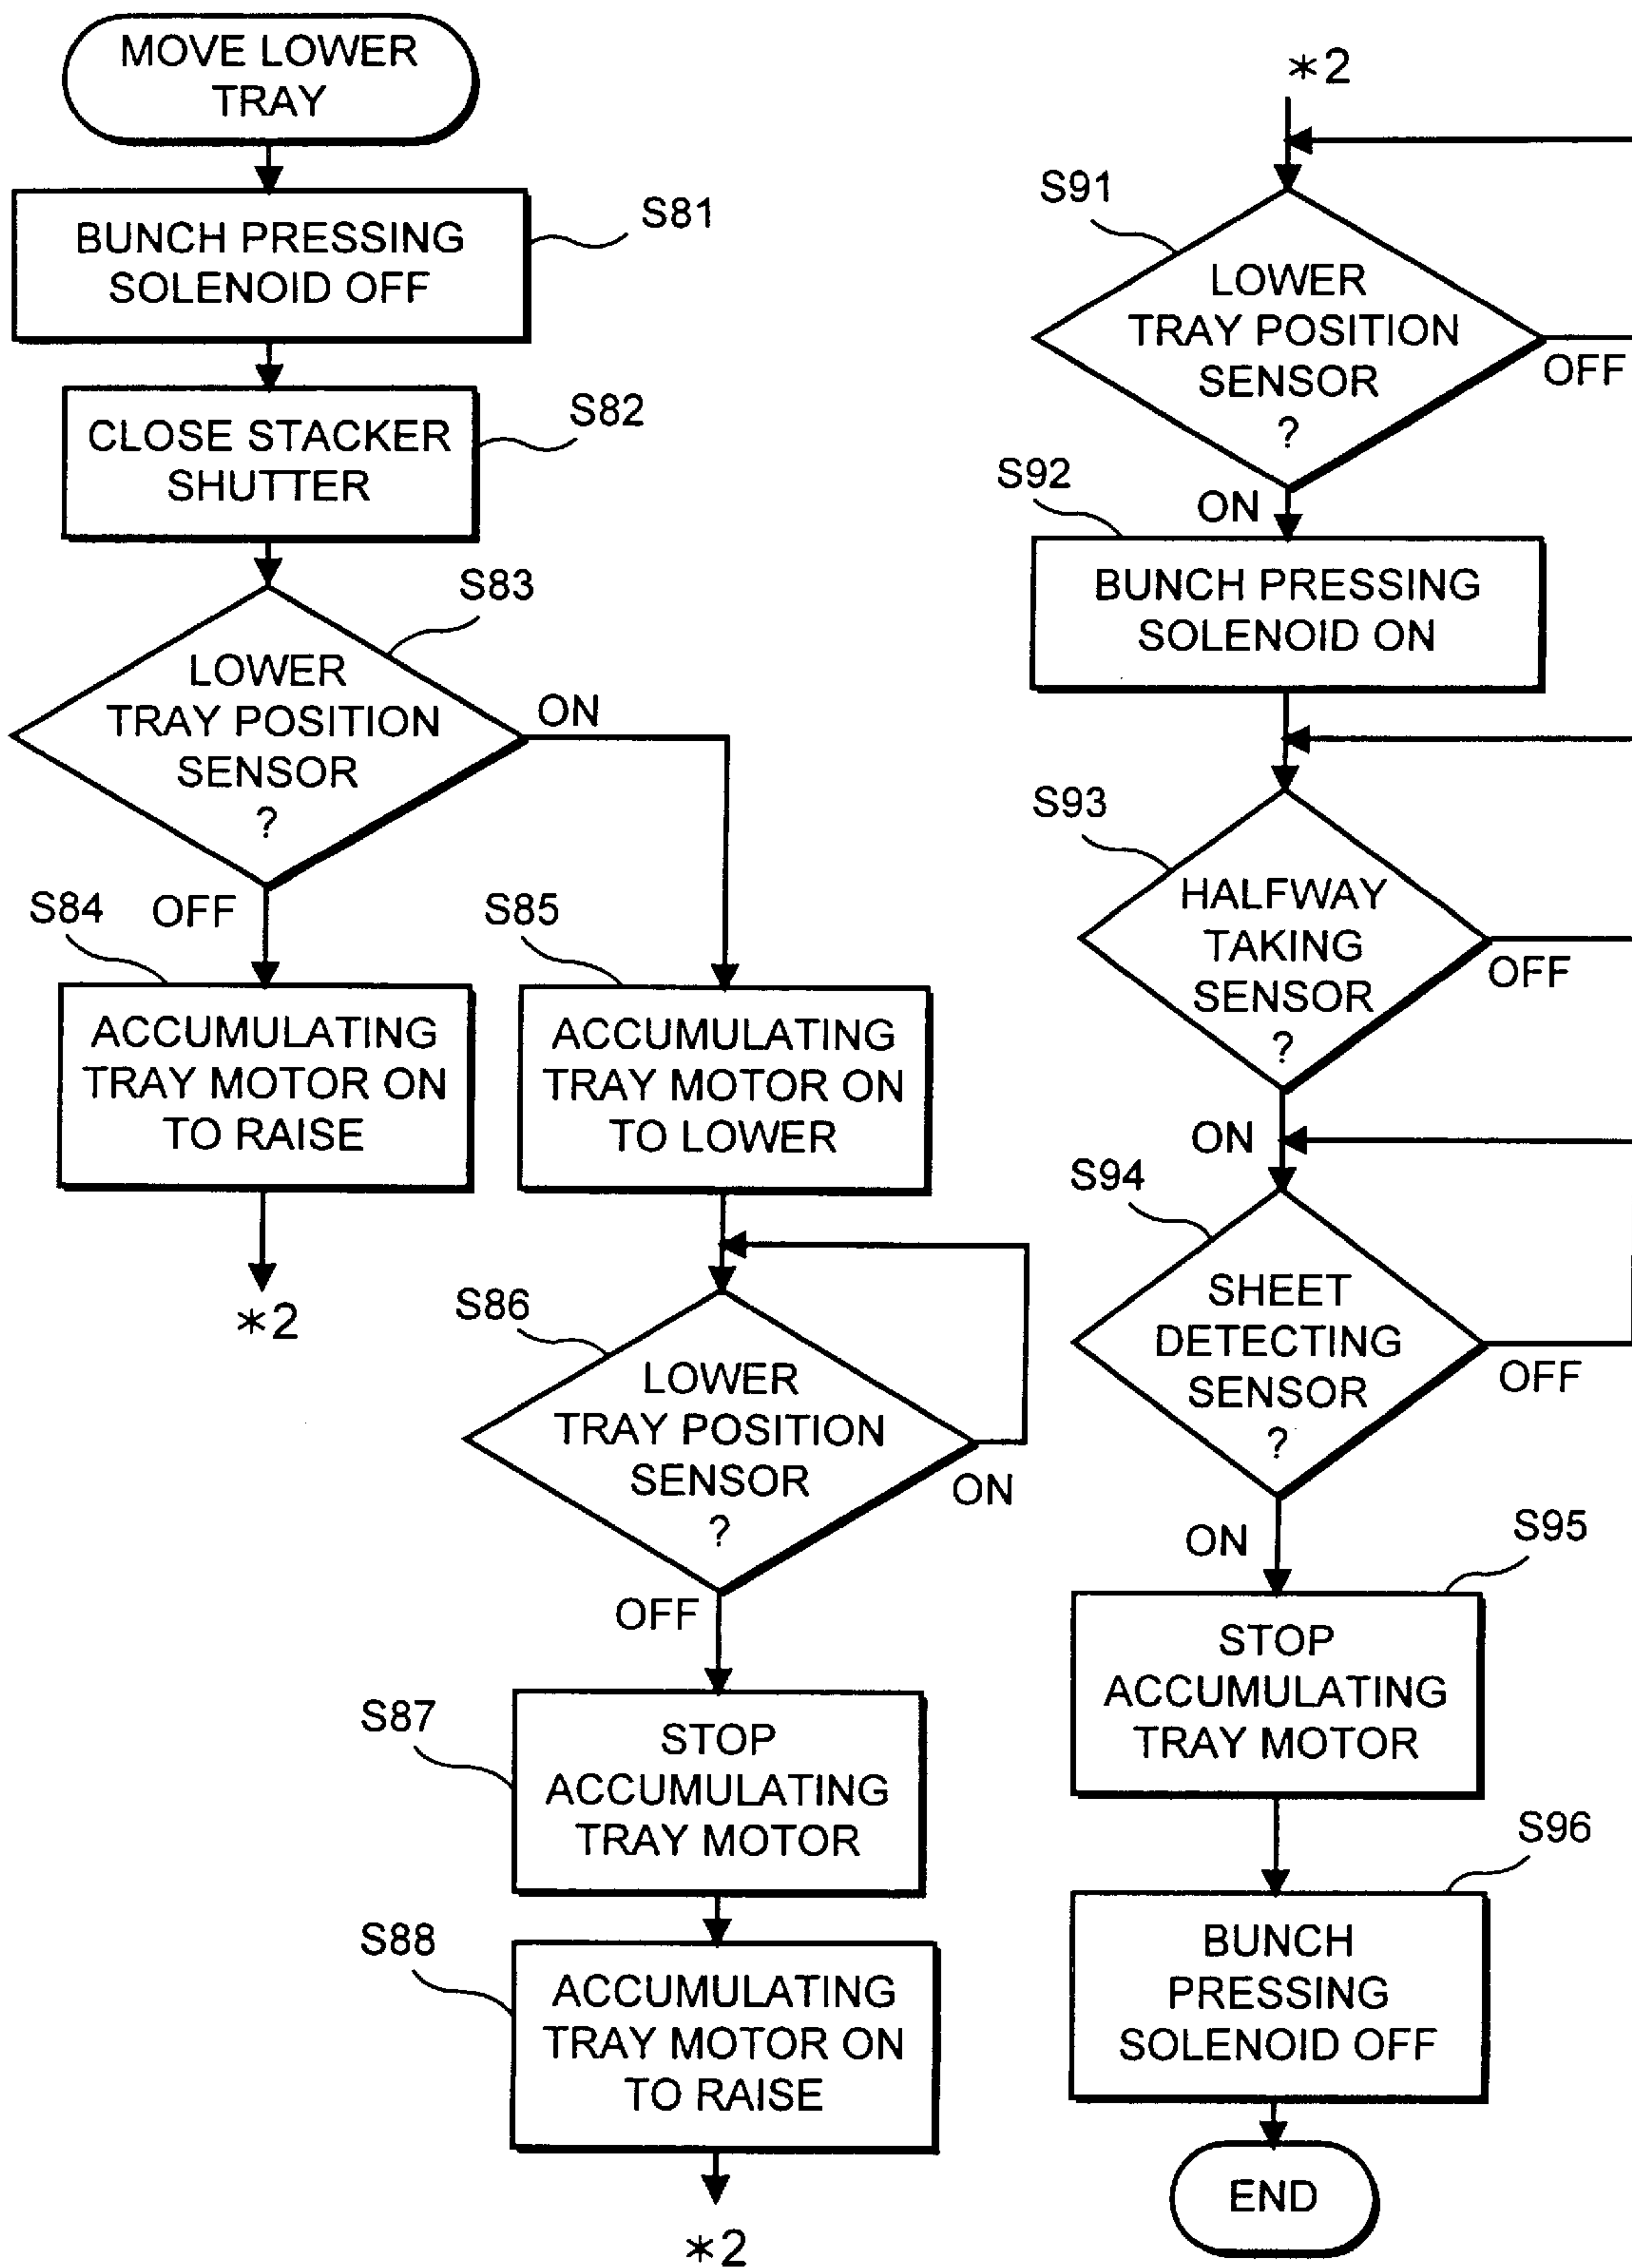 MOVE LOWER
TRAY
S81
BUNCH PRESSING
SOLENOID OFF
S82
CLOSE STACKER
SHUTTER
S83
LOWER
TRAY POSITION
SENSOR
?
ON
OFF
S84
ACCUMULATING
TRAY MOTOR ON
TO RAISE
*2
S85
ACCUMULATING
TRAY MOTOR ON
TO LOWER
S86
LOWER
TRAY POSITION
SENSOR
?
ON
OFF
S87
STOP
ACCUMULATING
TRAY MOTOR
S88
ACCUMULATING
TRAY MOTOR ON
TO RAISE
*2
*2
S91
LOWER
TRAY POSITION
SENSOR
?
OFF
ON
S92
BUNCH PRESSING
SOLENOID ON
S93
HALFWAY
TAKING
SENSOR
?
OFF
ON
S94
SHEET
DETECTING
SENSOR
?
OFF
ON
S95
STOP
ACCUMULATING
TRAY MOTOR
S96
BUNCH
PRESSING
SOLENOID OFF
END